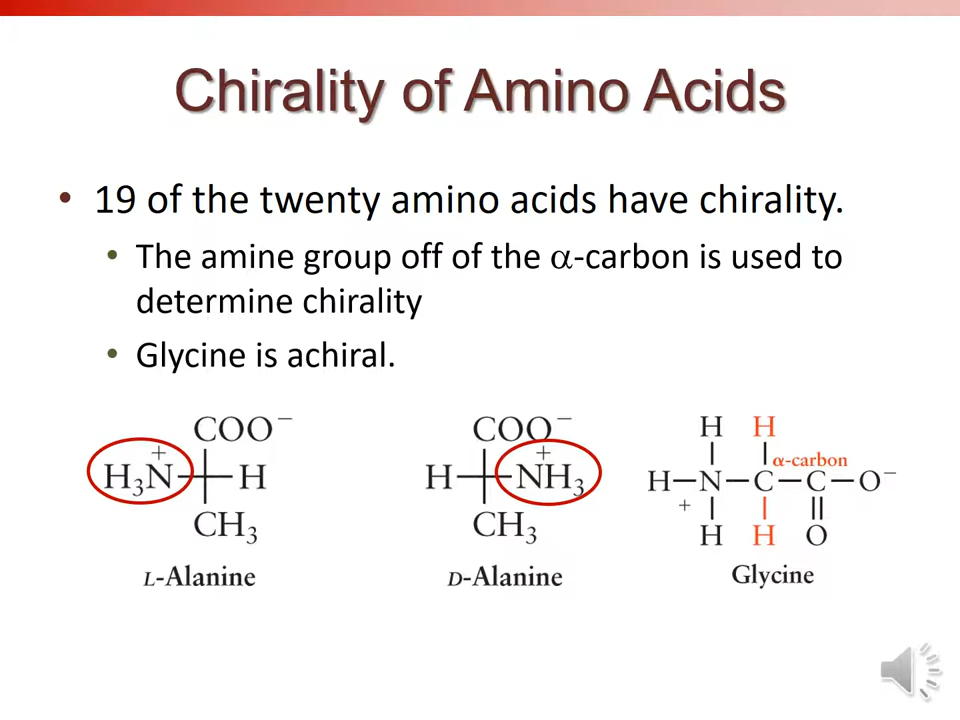 Chirality of Amino Acids
• 19 of the twenty amino acids have chirality.
• The amine group off of the α-carbon is used to
determine chirality
• Glycine is achiral.
COO⁻
H₃N⁺ H
CH₃
L-Alanine
COO⁻
H NH₃⁺
CH₃
D-Alanine
H H
α-carbon
H—N—C—C—O⁻
+
H H O
Glycine